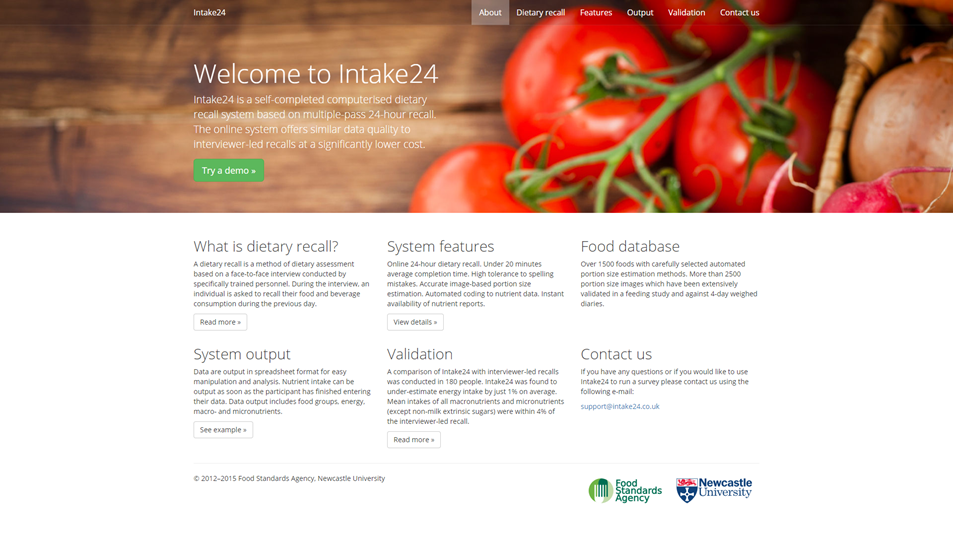 Intake24
About
Dietary recall
Features
Output
Validation
Contact us
Welcome to Intake24
Intake24 is a self-completed computerised dietary
recall system based on multiple-pass 24-hour recall.
The online system offers similar data quality to
interviewer-led recalls at a significantly lower cost.
Try a demo »
What is dietary recall?
A dietary recall is a method of dietary assessment
based on a face-to-face interview conducted by
specifically trained personnel. During the interview, an
individual is asked to recall their food and beverage
consumption during the previous day.
Read more »
System features
Online 24-hour dietary recall. Under 20 minutes
average completion time. High tolerance to spelling
mistakes. Accurate image-based portion size
estimation. Automated coding to nutrient data. Instant
availability of nutrient reports.
View details »
Food database
Over 1500 foods with carefully selected automated
portion size estimation methods. More than 2500
portion size images which have been extensively
validated in a feeding study and against 4-day weighed
diaries.
System output
Data are output in spreadsheet format for easy
manipulation and analysis. Nutrient intake can be
output as soon as the participant has finished entering
their data. Data output includes food groups, energy,
macro- and micronutrients.
See example »
Validation
A comparison of Intake24 with interviewer-led recalls
was conducted in 180 people. Intake24 was found to
under-estimate energy intake by just 1% on average.
Mean intakes of all macronutrients and micronutrients
(except non-milk extrinsic sugars) were within 4% of
the interviewer-led recall.
Read more »
Contact us
If you have any questions or if you would like to use
Intake24 to run a survey please contact us using the
following e-mail:
support@intake24.co.uk
© 2012–2015 Food Standards Agency, Newcastle University
Food
Standards
Agency
Newcastle
University